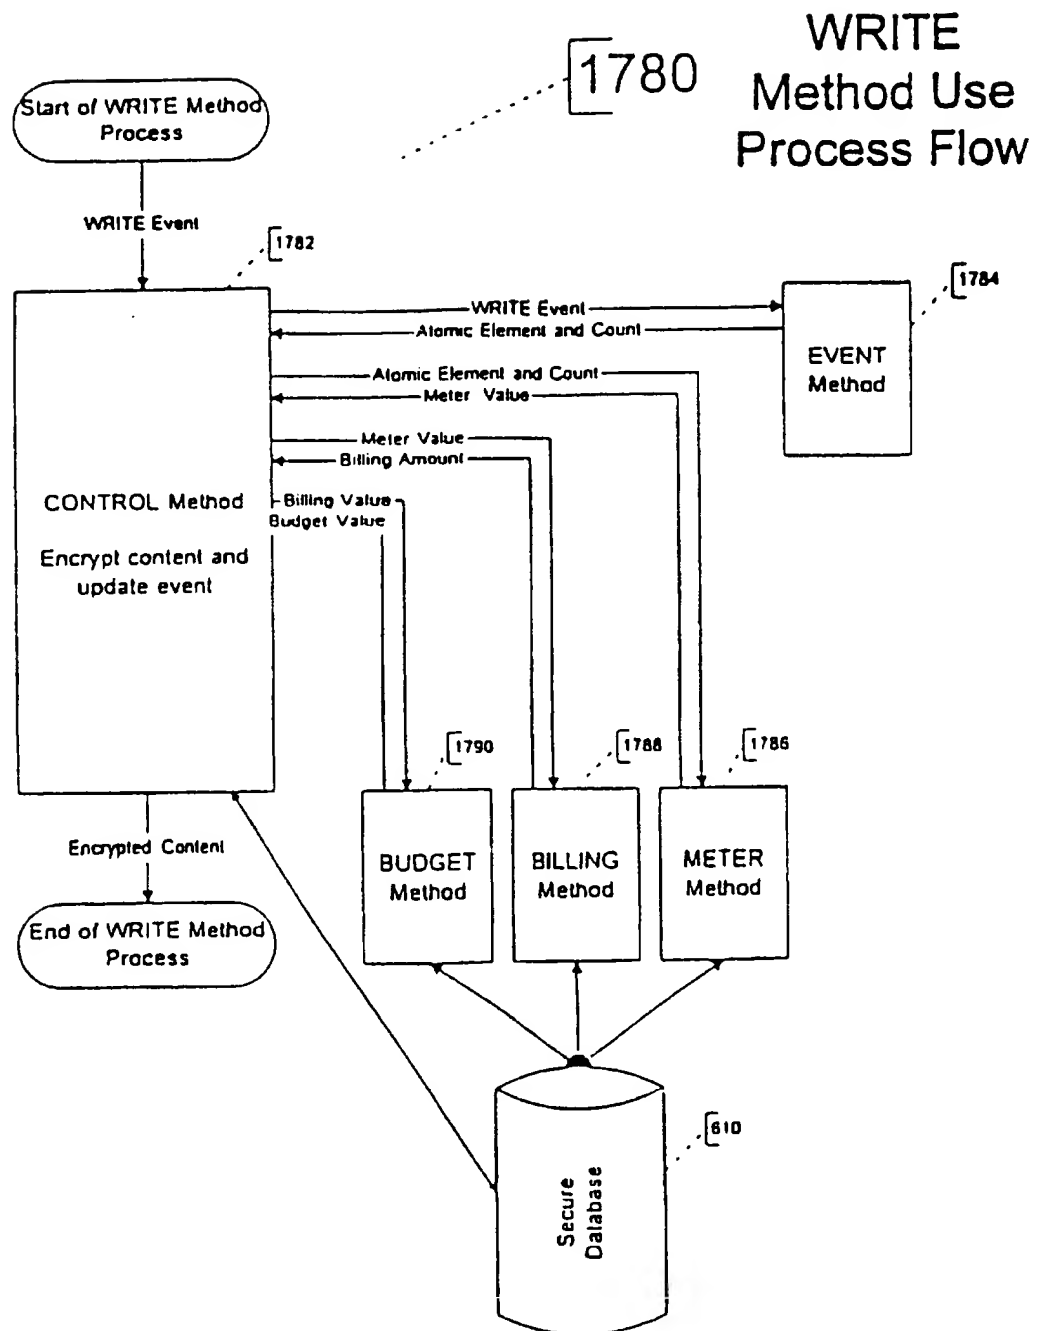 1780
WRITE
Method Use
Process Flow
Start of WRITE Method
Process
WRITE Event
1782
1784
WRITE Event
Atomic Element and Count
EVENT
Method
Atomic Element and Count
Meter Value
Meter Value
Billing Amount
CONTROL Method
Billing Value
Budget Value
Encrypt content and
update event
1790
1788
1786
Encrypted Content
BUDGET
Method
BILLING
Method
METER
Method
End of WRITE Method
Process
610
Secure
Database